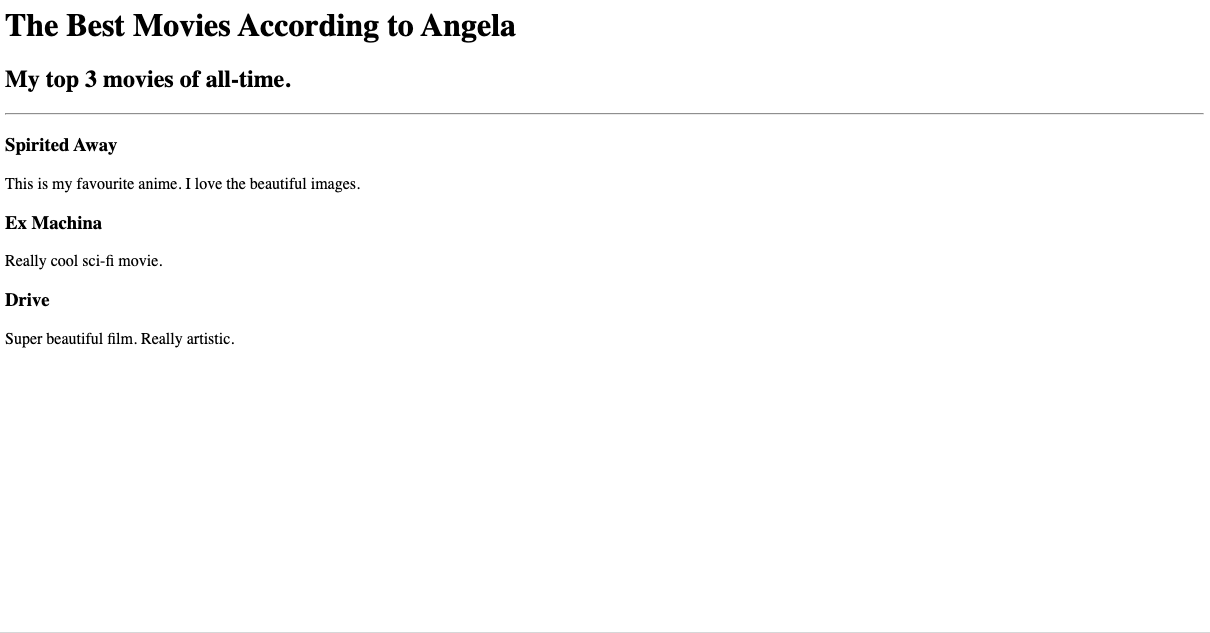 The Best Movies According to Angela
My top 3 movies of all-time.
Spirited Away
This is my favourite anime. I love the beautiful images.
Ex Machina
Really cool sci-fi movie.
Drive
Super beautiful film. Really artistic.